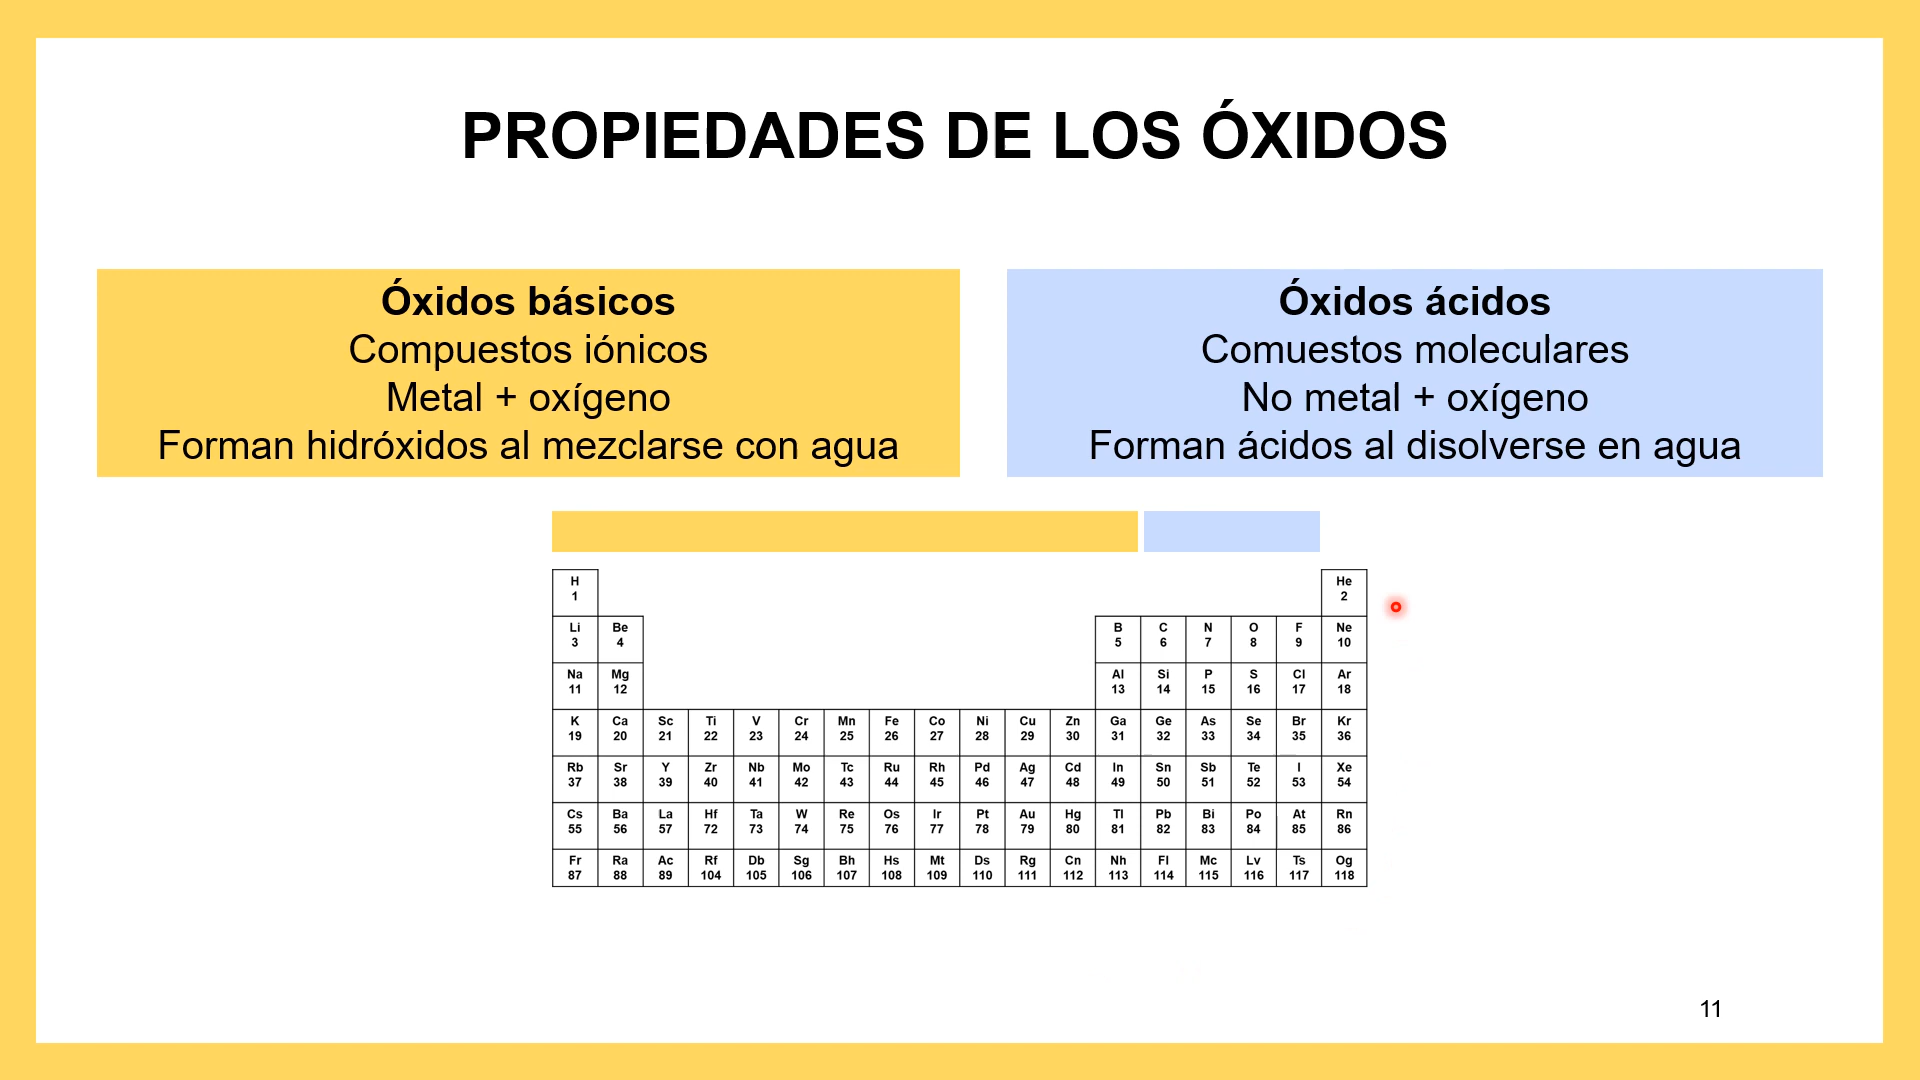 PROPIEDADES DE LOS ÓXIDOS
Óxidos básicos
Compuestos iónicos
Metal + oxígeno
Forman hidróxidos al mezclarse con agua
Óxidos ácidos
Comuestos moleculares
No metal + oxígeno
Forman ácidos al disolverse en agua
H He
1 2
Li Be B C N O F Ne
3 4 5 6 7 8 9 10
Na Mg Al Si P S Cl Ar
11 12 13 14 15 16 17 18
K Ca Sc Ti V Cr Mn Fe Co Ni Cu Zn Ga Ge As Se Br Kr
19 20 21 22 23 24 25 26 27 28 29 30 31 32 33 34 35 36
Rb Sr Y Zr Nb Mo Tc Ru Rh Pd Ag Cd In Sn Sb Te I Xe
37 38 39 40 41 42 43 44 45 46 47 48 49 50 51 52 53 54
Cs Ba La Hf Ta W Re Os Ir Pt Au Hg Tl Pb Bi Po At Rn
55 56 57 72 73 74 75 76 77 78 79 80 81 82 83 84 85 86
Fr Ra Ac Rf Db Sg Bh Hs Mt Ds Rg Cn Nh Fl Mc Lv Ts Og
87 88 89 104 105 106 107 108 109 110 111 112 113 114 115 116 117 118
11